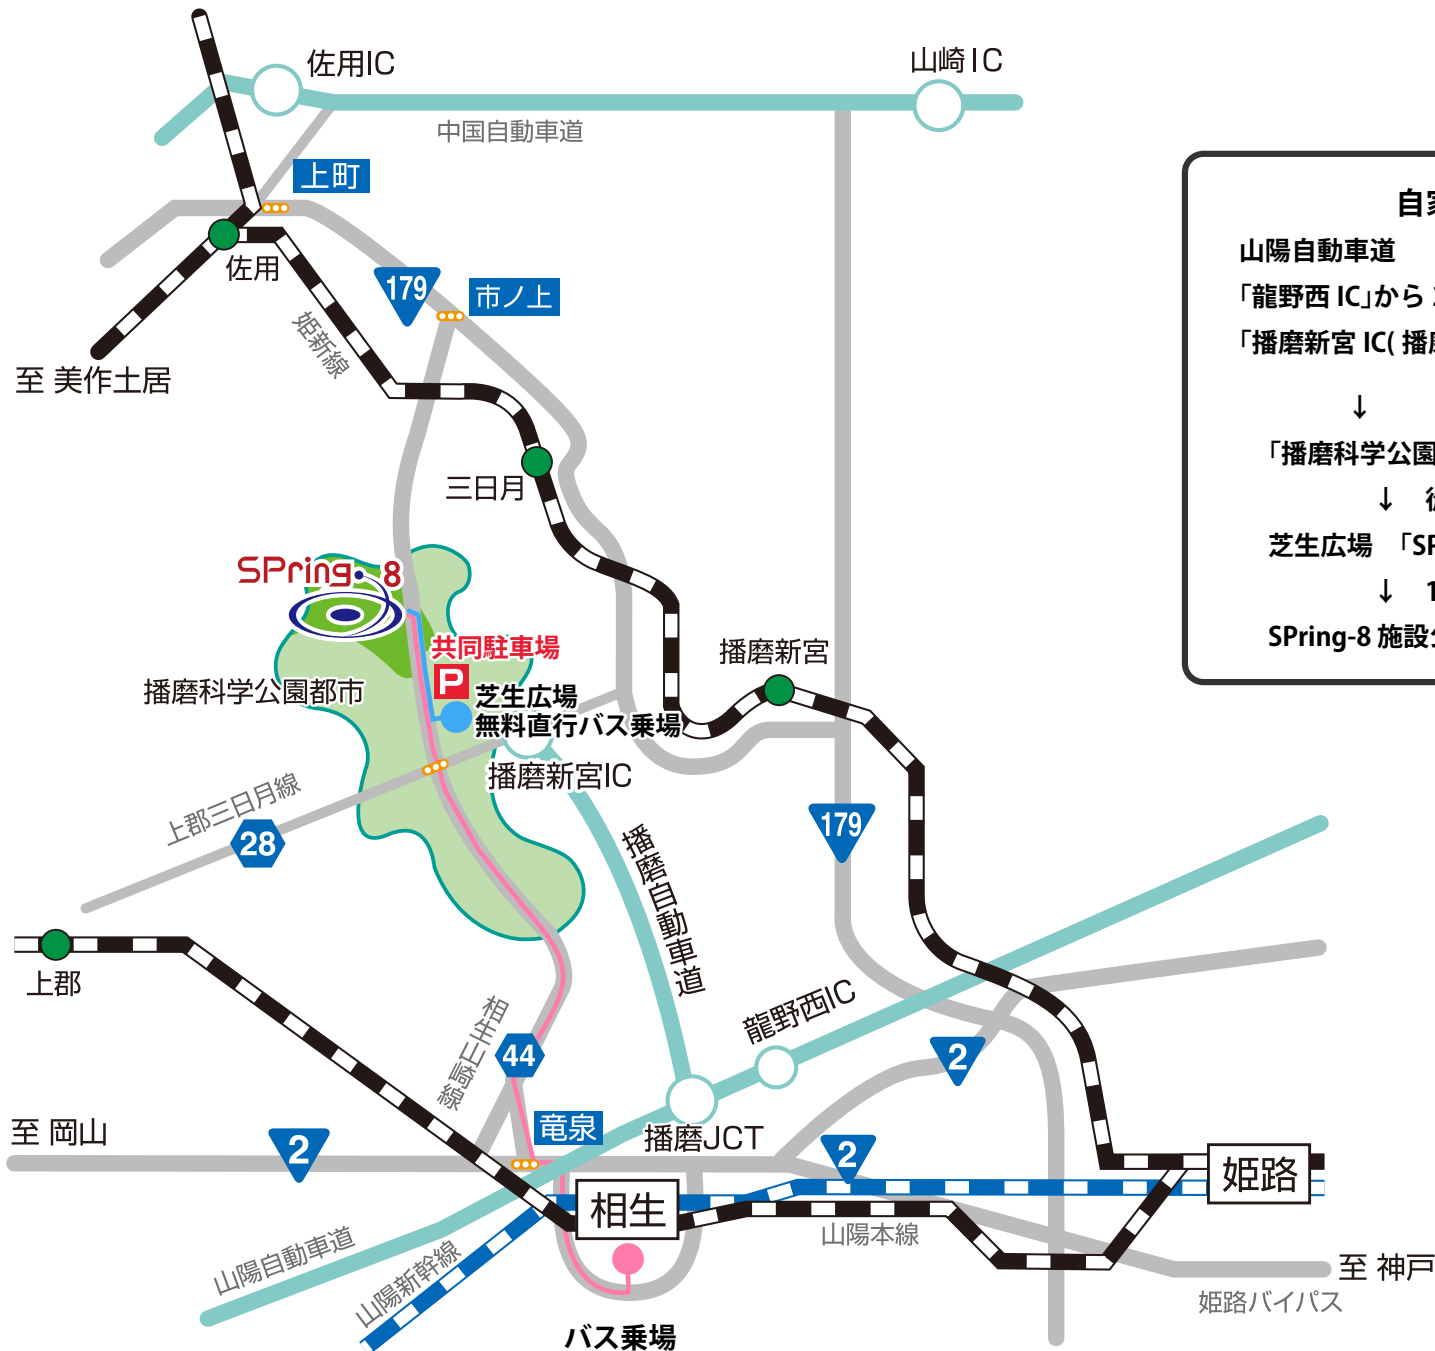 佐用IC
山崎IC
中国自動車道
上町
佐用
179
市ノ上
姫新線
至 美作土居
三日月
SPring-8
共同駐車場
P
播磨科学公園都市
芝生広場
無料直行バス乗場
播磨新宮
播磨新宮IC
上郡三日月線
28
179
播磨自動車道
上郡
龍野西IC
相生山崎線
44
2
至 岡山
2
竜泉
播磨JCT
2
姫路
相生
山陽本線
山陽自動車道
山陽新幹線
至 神戸
姫路バイパス
バス乗場
自
山陽自動車道
「龍野西 IC」から
「播磨新宮 IC( 播
↓
「播磨科学公園
↓
芝生広場 「SP
↓ 1
SPring-8 施設